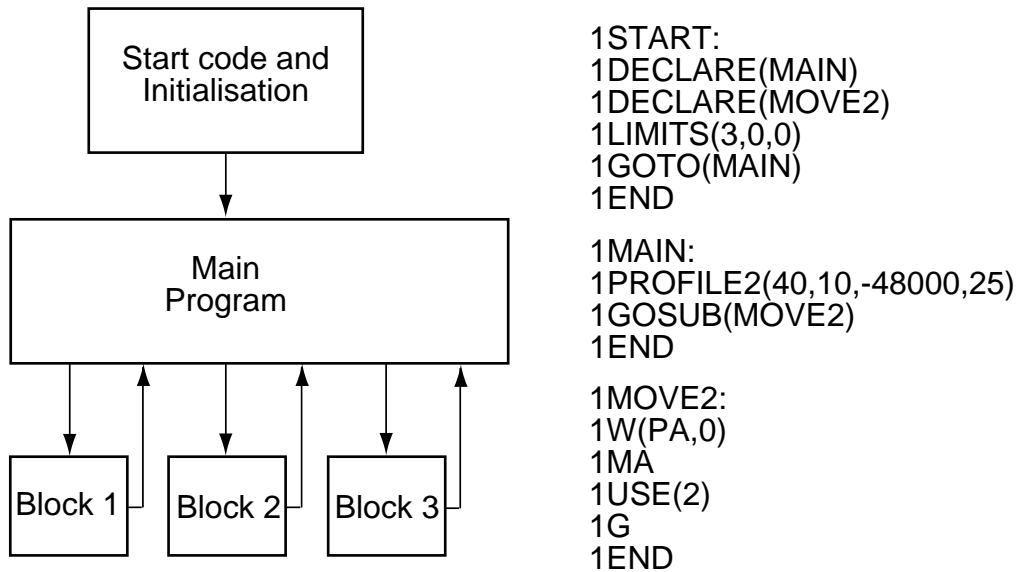 Start code and
Initialisation
Main
Program
Block 1
Block 2
Block 3
1START:
1DECLARE(MAIN)
1DECLARE(MOVE2)
1LIMITS(3,0,0)
1GOTO(MAIN)
1END
1MAIN:
1PROFILE2(40,10,-48000,25)
1GOSUB(MOVE2)
1END
1MOVE2:
1W(PA,0)
1MA
1USE(2)
1G
1END